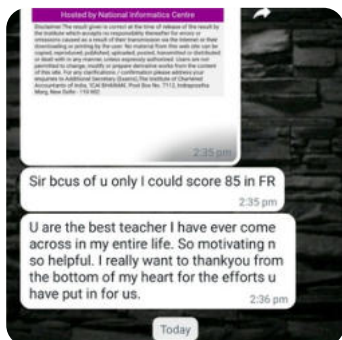 Hosted by National Informatics Centre
Disclaimer: The result given is correct at the time of release of the result by
the Institute which accepts no responsibility thereafter for errors or
omissions caused as a result of their transmission via the Internet or their
downloading or printing by the user. No material from this web site can be
copied, reproduced, published, uploaded, posted, transmitted or distributed
or dealt with in any manner, unless expressly authorized. Users are not
permitted to change, modify or prepare derivative works from the content
of this site. For any clarifications / confirmation please address your
enquiries to Additional Secretary (Exams), The Institute of Chartered
Accountants of India, 'ICAI BHAWAN', Post Box No. 7112, Indraprastha
Marg, New Delhi - 110 002
2:35 pm
Sir bcus of u only I could score 85 in FR
2:35 pm
U are the best teacher I have ever come
across in my entire life. So motivating n
so helpful. I really want to thankyou from
the bottom of my heart for the efforts u
have put in for us.
2:36 pm
Today